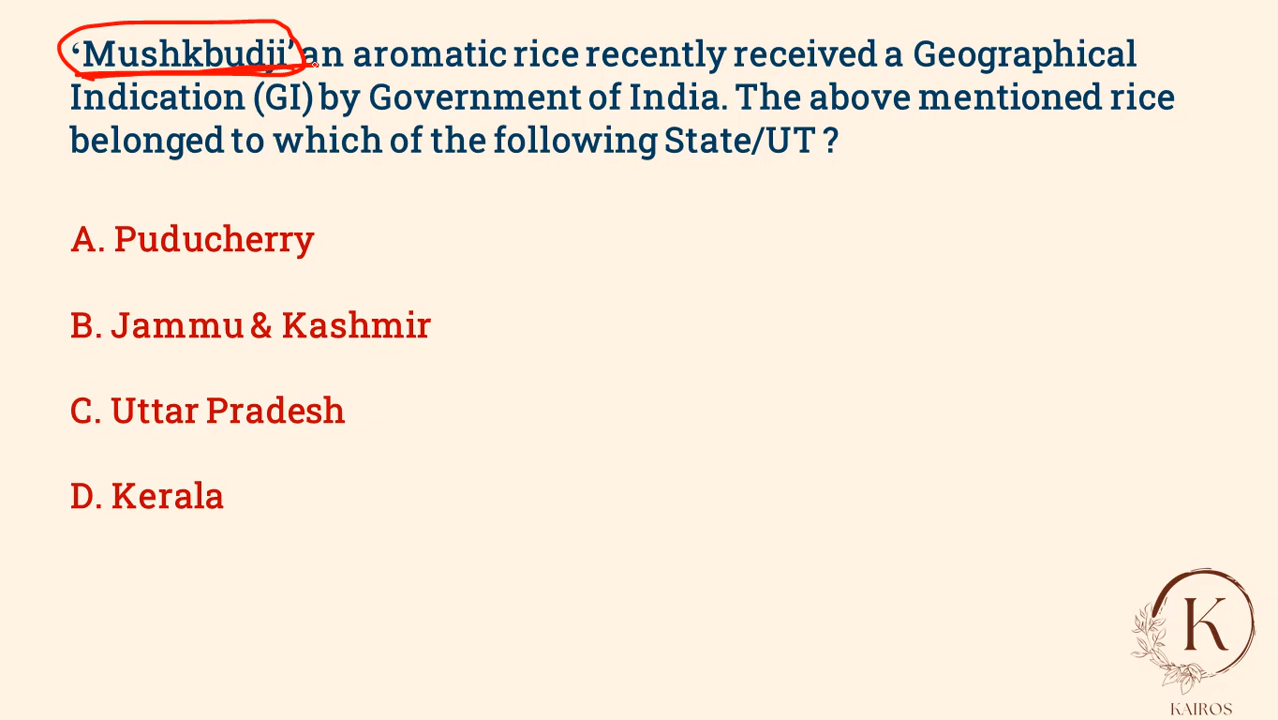 ‘Mushkbudji’ an aromatic rice recently received a Geographical
Indication (GI) by Government of India. The above mentioned rice
belonged to which of the following State/UT ?
A. Puducherry
B. Jammu & Kashmir
C. Uttar Pradesh
D. Kerala
K
KAIROS